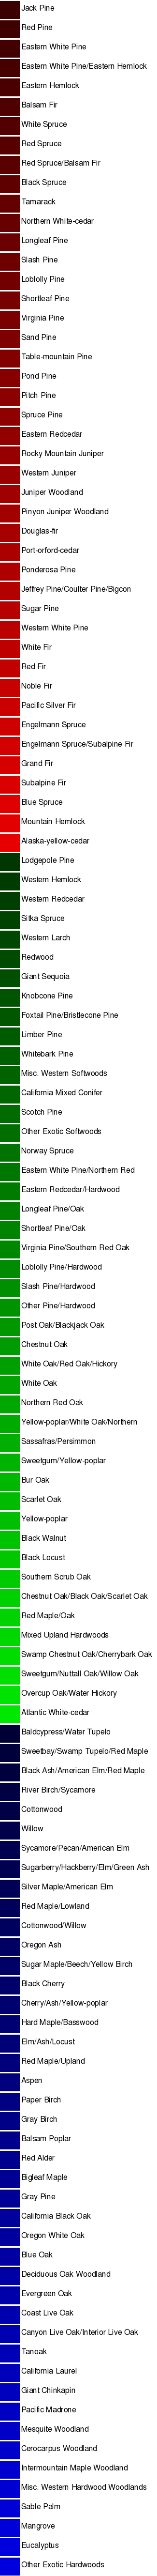 Jack Pine
Red Pine
Eastern White Pine
Eastern White Pine/Eastern Hemlock
Eastern Hemlock
Balsam Fir
White Spruce
Red Spruce
Red Spruce/Balsam Fir
Black Spruce
Tamarack
Northern White-cedar
Longleaf Pine
Slash Pine
Loblolly Pine
Shortleaf Pine
Virginia Pine
Sand Pine
Table-mountain Pine
Pond Pine
Pitch Pine
Spruce Pine
Eastern Redcedar
Rocky Mountain Juniper
Western Juniper
Juniper Woodland
Pinyon Juniper Woodland
Douglas-fir
Port-orford-cedar
Ponderosa Pine
Jeffrey Pine/Coulter Pine/Bigcon
Sugar Pine
Western White Pine
White Fir
Red Fir
Noble Fir
Pacific Silver Fir
Engelmann Spruce
Engelmann Spruce/Subalpine Fir
Grand Fir
Subalpine Fir
Blue Spruce
Mountain Hemlock
Alaska-yellow-cedar
Lodgepole Pine
Western Hemlock
Western Redcedar
Sitka Spruce
Western Larch
Redwood
Giant Sequoia
Knobcone Pine
Foxtail Pine/Bristlecone Pine
Limber Pine
Whitebark Pine
Misc. Western Softwoods
California Mixed Conifer
Scotch Pine
Other Exotic Softwoods
Norway Spruce
Eastern White Pine/Northern Red
Eastern Redcedar/Hardwood
Longleaf Pine/Oak
Shortleaf Pine/Oak
Virginia Pine/Southern Red Oak
Loblolly Pine/Hardwood
Slash Pine/Hardwood
Other Pine/Hardwood
Post Oak/Blackjack Oak
Chestnut Oak
White Oak/Red Oak/Hickory
White Oak
Northern Red Oak
Yellow-poplar/White Oak/Northern
Sassafras/Persimmon
Sweetgum/Yellow-poplar
Bur Oak
Scarlet Oak
Yellow-poplar
Black Walnut
Black Locust
Southern Scrub Oak
Chestnut Oak/Black Oak/Scarlet Oak
Red Maple/Oak
Mixed Upland Hardwoods
Swamp Chestnut Oak/Cherrybark Oak
Sweetgum/Nuttall Oak/Willow Oak
Overcup Oak/Water Hickory
Atlantic White-cedar
Baldcypress/Water Tupelo
Sweetbay/Swamp Tupelo/Red Maple
Black Ash/American Elm/Red Maple
River Birch/Sycamore
Cottonwood
Willow
Sycamore/Pecan/American Elm
Sugarberry/Hackberry/Elm/Green Ash
Silver Maple/American Elm
Red Maple/Lowland
Cottonwood/Willow
Oregon Ash
Sugar Maple/Beech/Yellow Birch
Black Cherry
Cherry/Ash/Yellow-poplar
Hard Maple/Basswood
Elm/Ash/Locust
Red Maple/Upland
Aspen
Paper Birch
Gray Birch
Balsam Poplar
Red Alder
Bigleaf Maple
Gray Pine
California Black Oak
Oregon White Oak
Blue Oak
Deciduous Oak Woodland
Evergreen Oak
Coast Live Oak
Canyon Live Oak/Interior Live Oak
Tanoak
California Laurel
Giant Chinkapin
Pacific Madrone
Mesquite Woodland
Cerocarpus Woodland
Intermountain Maple Woodland
Misc. Western Hardwood Woodlands
Sable Palm
Mangrove
Eucalyptus
Other Exotic Hardwoods